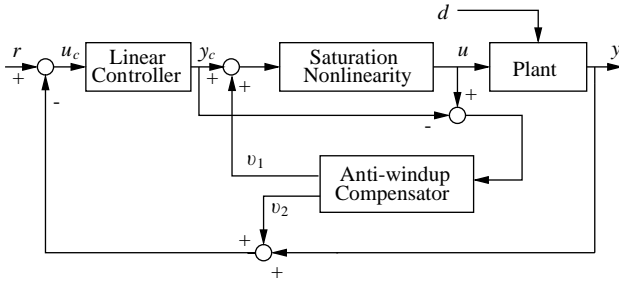 d
r
+
-
u_c
Linear
Controller
y_c
+
+
Saturation
Nonlinearity
u
+
-
Plant
y
υ_1
Anti-windup
Compensator
υ_2
+
+